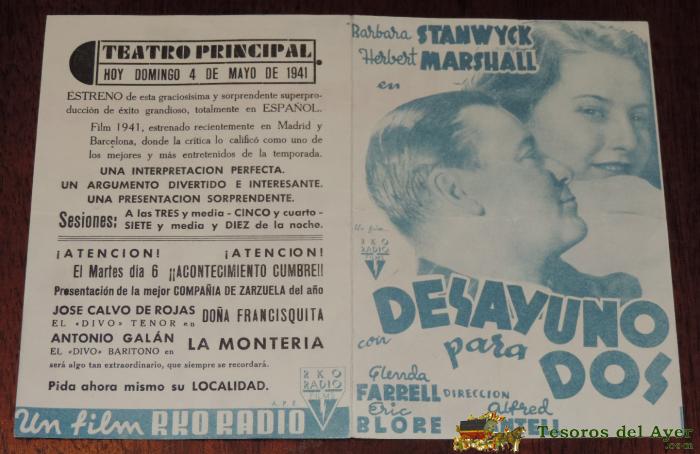 TEATRO PRINCIPAL
HOY DOMINGO 4 DE MAYO DE 1941
ESTRENO de esta graciosísima y sorprendente superpro-
ducción de éxito grandioso, totalmente en ESPAÑOL.
Film 1941, estrenado recientemente en Madrid y
Barcelona, donde la crítica lo calificó como uno de
los mejores y más entretenidos de la temporada.
UNA INTERPRETACION PERFECTA.
UN ARGUMENTO DIVERTIDO E INTERESANTE.
UNA PRESENTACION SORPRENDENTE.
Sesiones: A las TRES y media - CINCO y cuarto -
SIETE y media y DIEZ de la noche.
¡ATENCION! ¡ATENCION!
El Martes día 6 ¡¡ACONTECIMIENTO CUMBRE!!
Presentación de la mejor COMPAÑIA DE ZARZUELA del año
JOSE CALVO DE ROJAS
EL «DIVO» TENOR en DOÑA FRANCISQUITA
ANTONIO GALÁN
EL «DIVO» BARITONO en LA MONTERIA
será algo tan extraordinario, que siempre se recordará.
Pida ahora mismo su LOCALIDAD.
RKO
RADIO
FILMS
Un film RKO RADIO
Barbara STANWYCK
Herbert MARSHALL
en
Un film
RKO
RADIO
FILMS
DESAYUNO
con para DOS
Glenda
FARRELL
Eric
BLORE
DIRECCION
Alfred
Tesoros del Ayer
.com